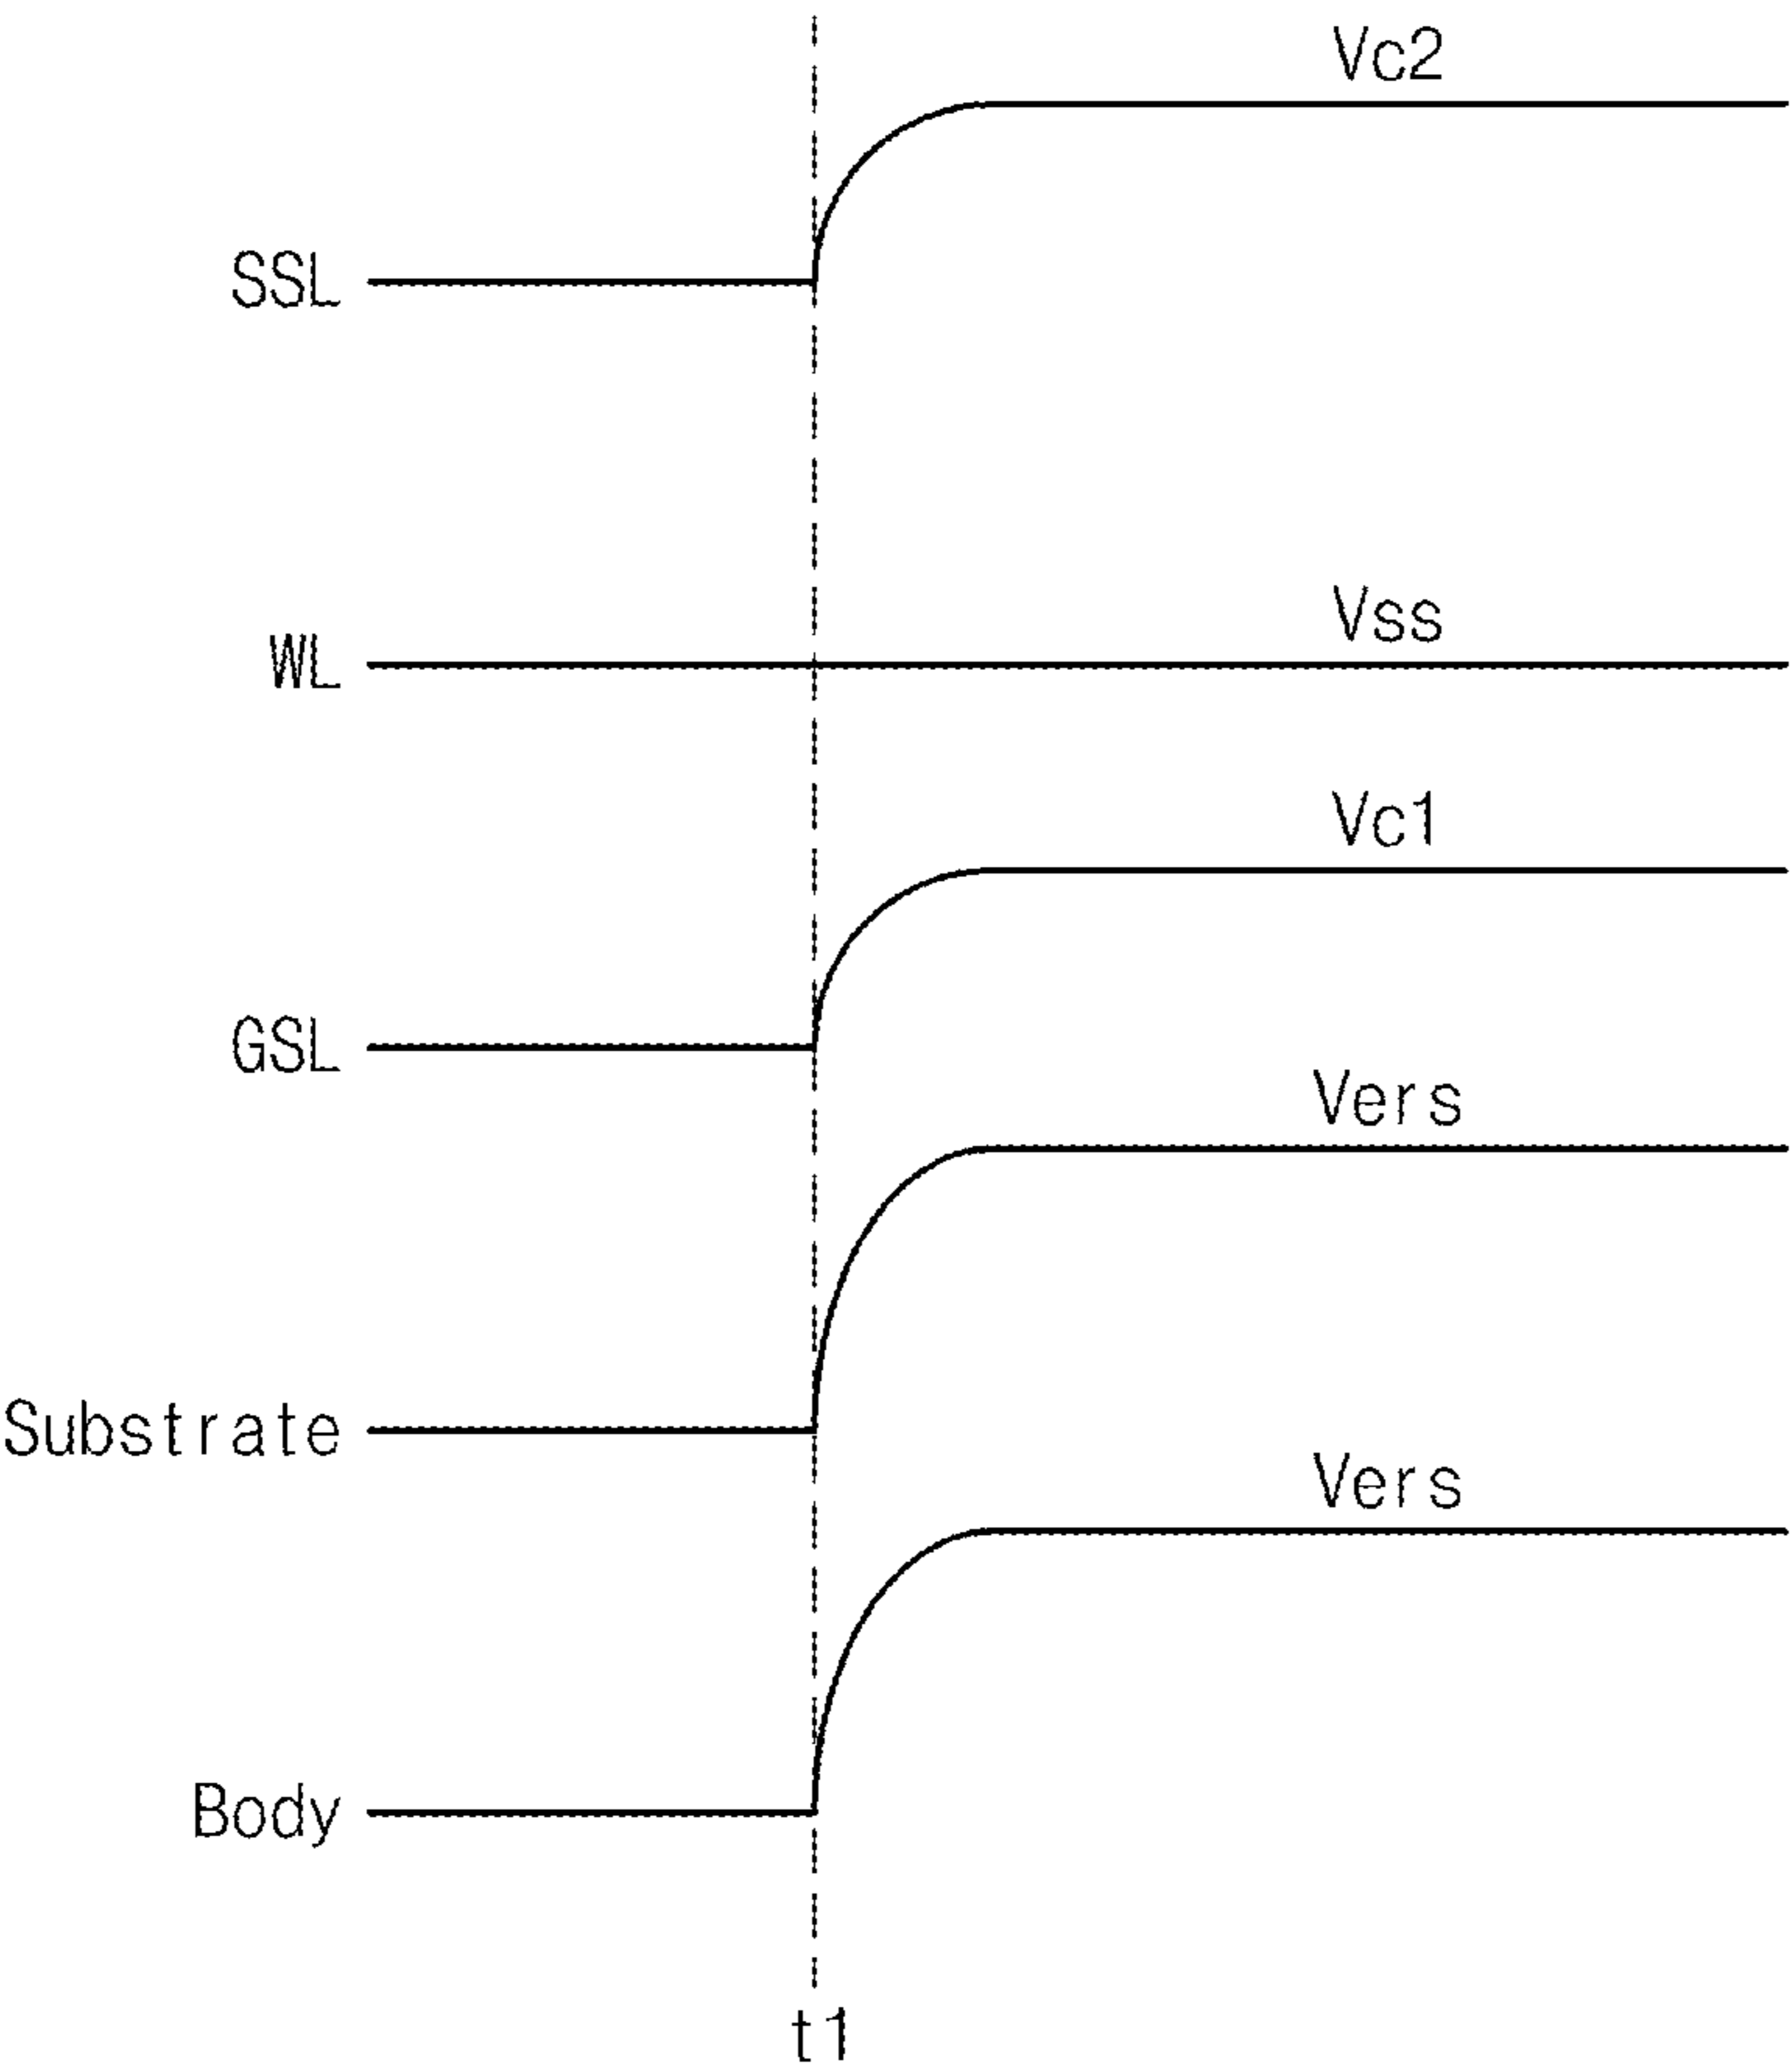 Vc2
SSL
Vss
WL
Vc1
GSL
Vers
Substrate
Vers
Body
t1